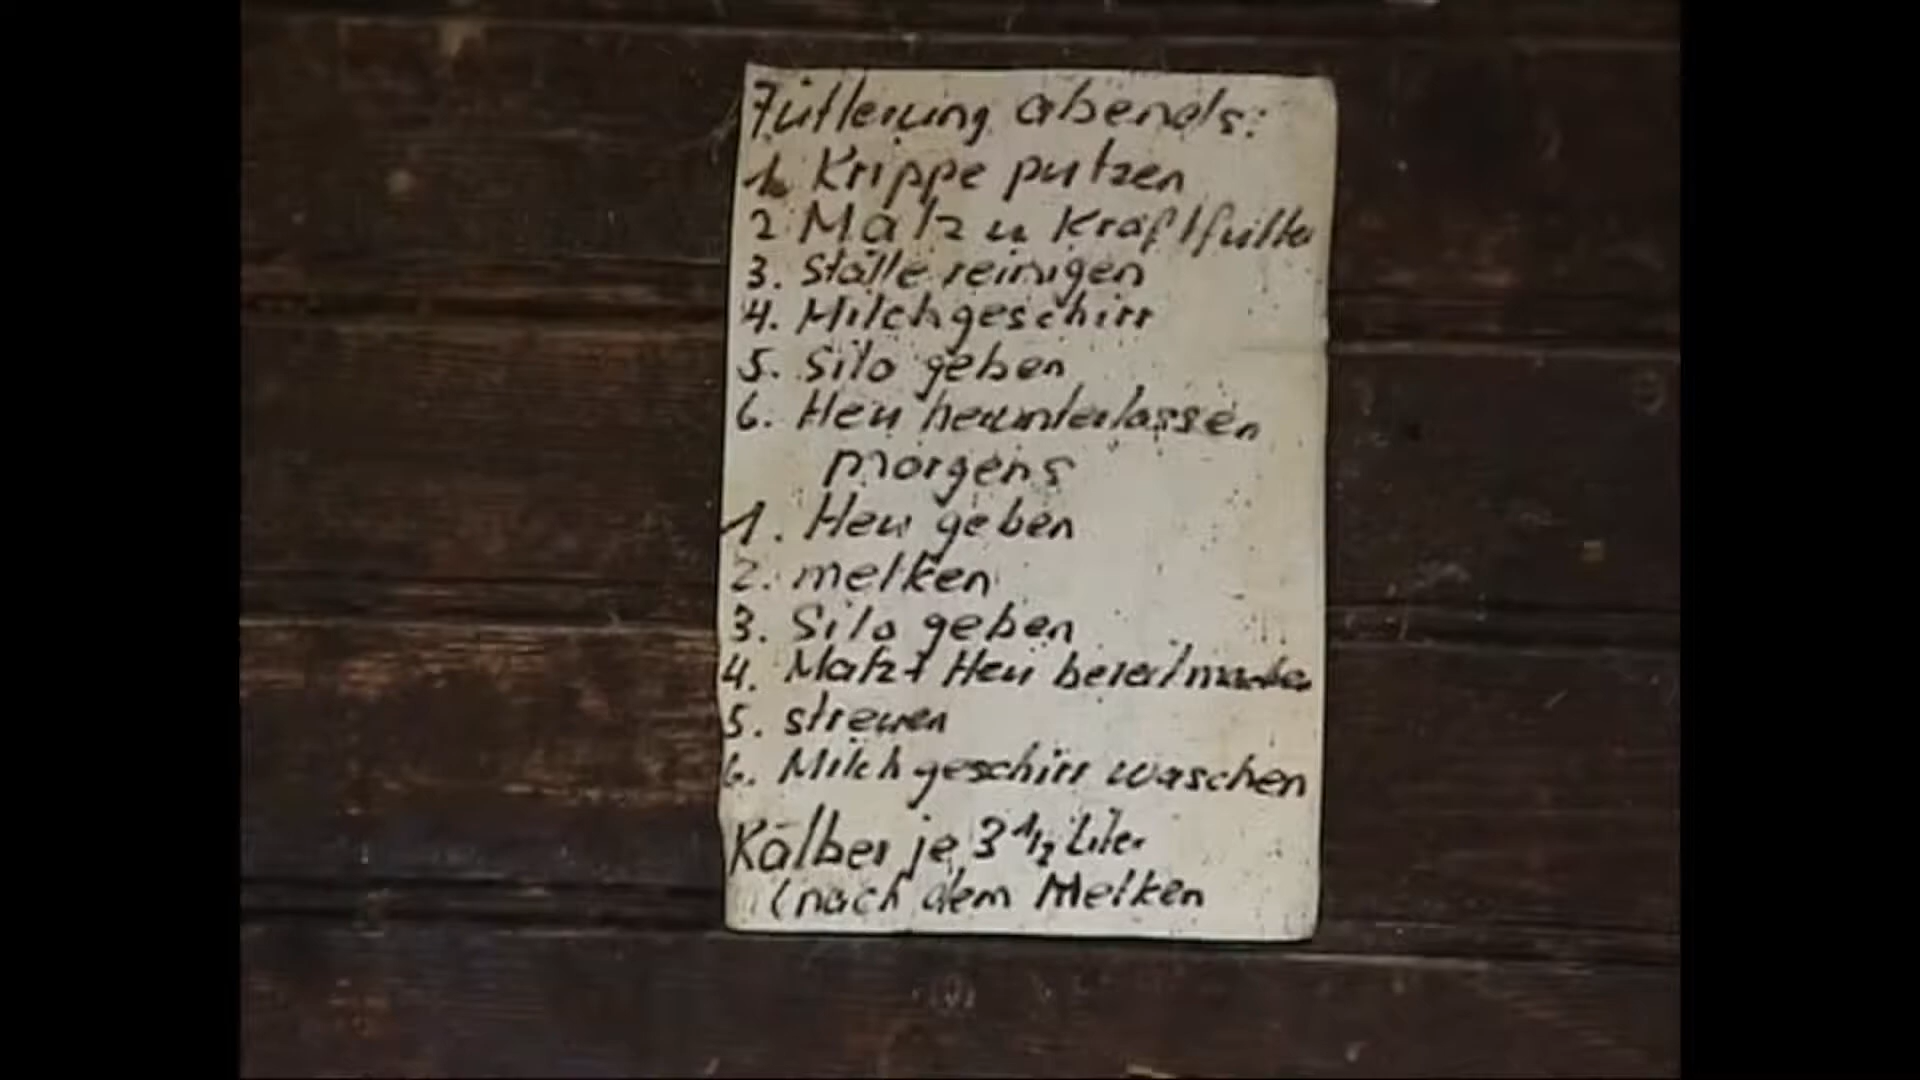 Fütterung abends:
1. Krippe putzen
2 Malz u Kraftfutter
3. Ställe reinigen
4. Milchgeschirr
5. Silo geben
6. Heu herunterlassen
morgens
1. Heu geben
2. melken
3. Silo geben
4. Malz + Heu bereitmachen
5. streuen
6. Milchgeschirr waschen
Kälber je 3 1/2 Liter
(nach dem Melken